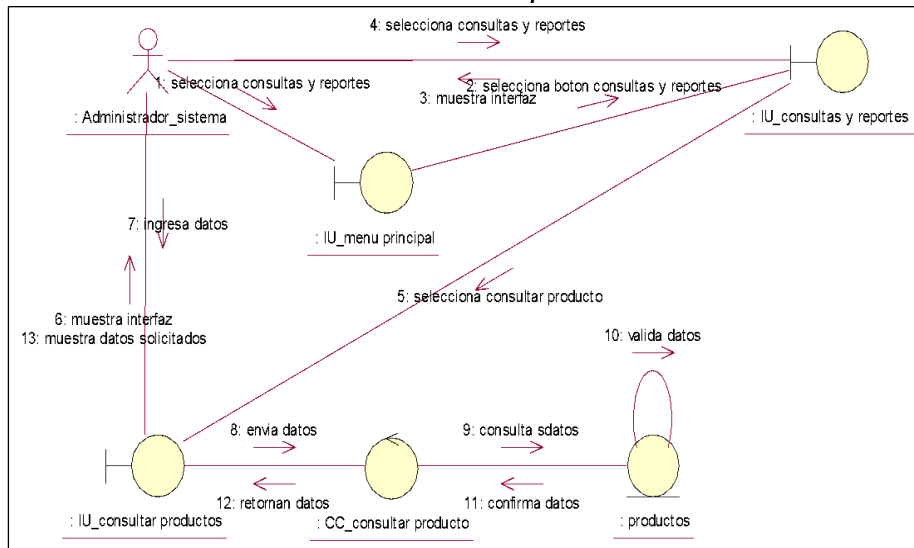 4: selecciona consultas y reportes
1: selecciona consultas y reportes
2: selecciona boton consultas y reportes
3: muestra interfaz
: Administrador_sistema
: IU_consultas y reportes
: IU_menu principal
7: ingresa datos
5: selecciona consultar producto
6: muestra interfaz
13: muestra datos solicitados
10: valida datos
8: envia datos
9: consulta sdatos
12: retornan datos
11: confirma datos
: IU_consultar productos
: CC_consultar producto
: productos